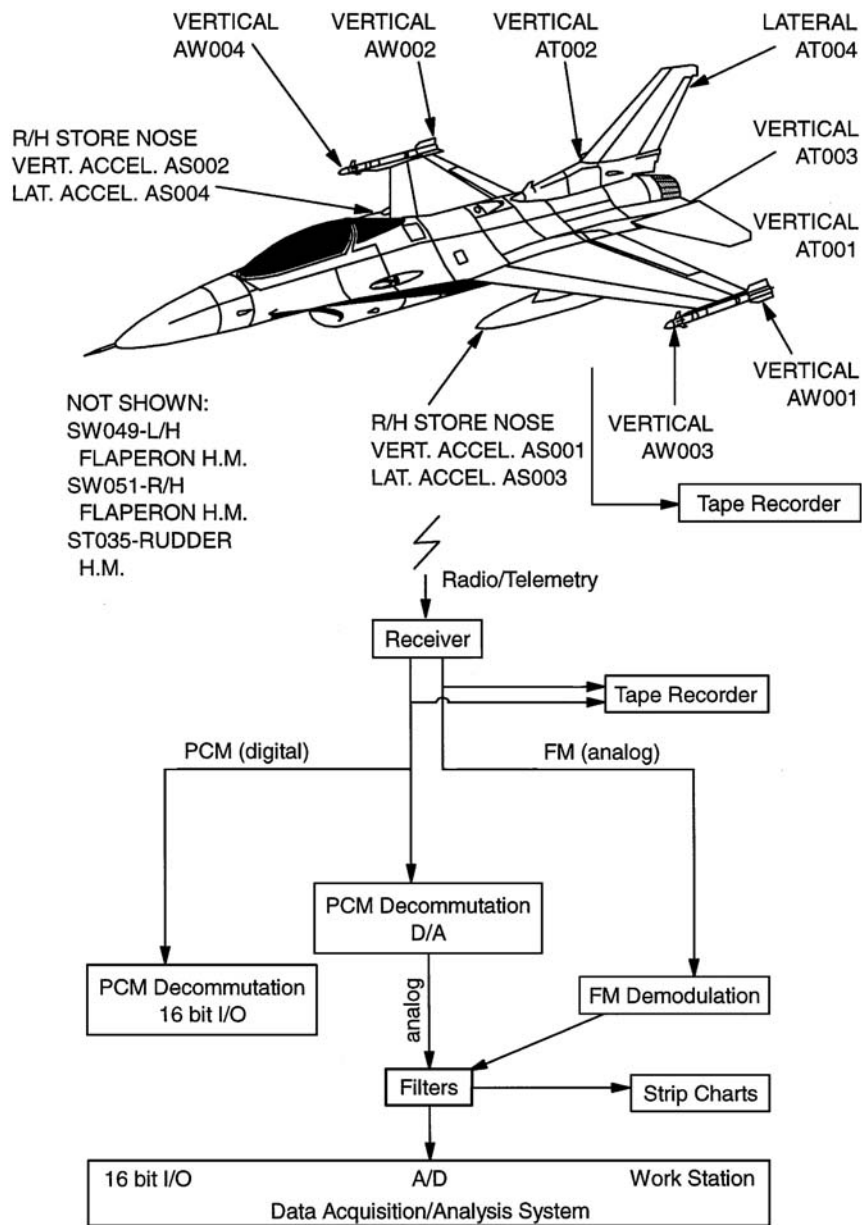 VERTICAL
AW004
VERTICAL
AW002
VERTICAL
AT002
LATERAL
AT004
R/H STORE NOSE
VERT. ACCEL. AS002
LAT. ACCEL. AS004
VERTICAL
AT003
VERTICAL
AT001
VERTICAL
AW001
NOT SHOWN:
SW049-L/H
FLAPERON H.M.
SW051-R/H
FLAPERON H.M.
ST035-RUDDER
H.M.
R/H STORE NOSE
VERT. ACCEL. AS001
LAT. ACCEL. AS003
VERTICAL
AW003
Tape Recorder
Radio/Telemetry
Receiver
Tape Recorder
PCM (digital)
FM (analog)
PCM Decommutation
D/A
PCM Decommutation
16 bit I/O
analog
FM Demodulation
Filters
Strip Charts
16 bit I/O A/D Work Station
Data Acquisition/Analysis System